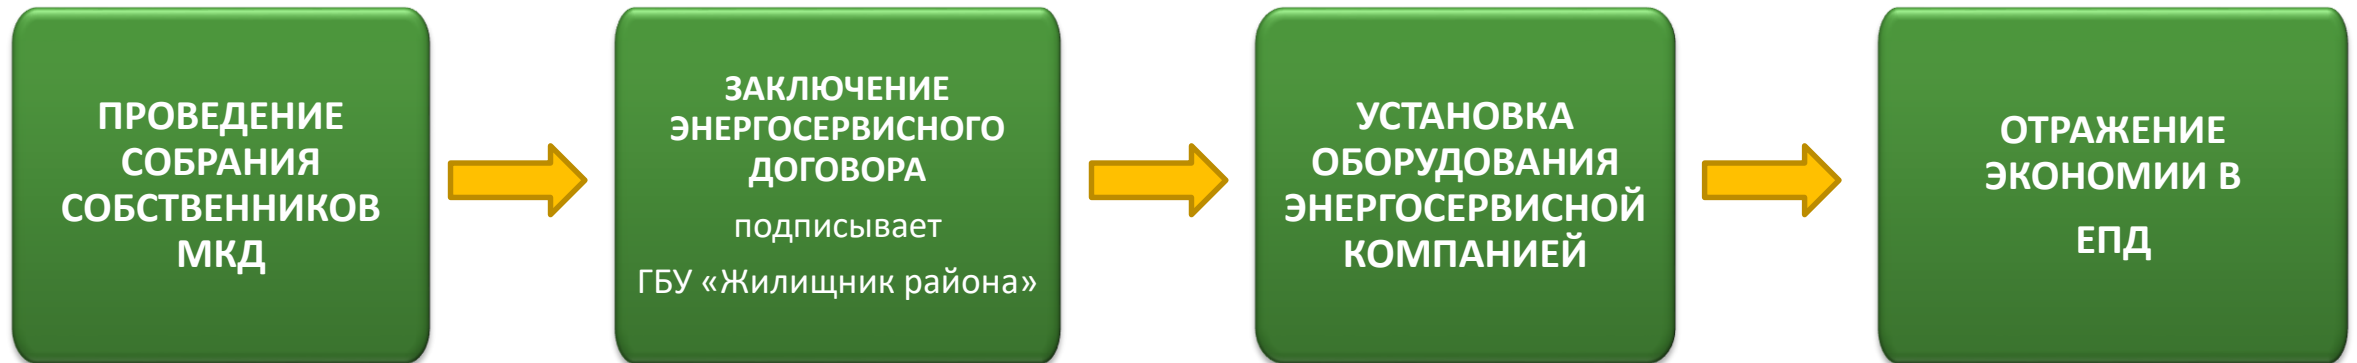 ПРОВЕДЕНИЕ
СОБРАНИЯ
СОБСТВЕННИКОВ
МКД
ЗАКЛЮЧЕНИЕ
ЭНЕРГОСЕРВИСНОГО
ДОГОВОРА
подписывает
ГБУ «Жилищник района»
УСТАНОВКА
ОБОРУДОВАНИЯ
ЭНЕРГОСЕРВИСНОЙ
КОМПАНИЕЙ
ОТРАЖЕНИЕ
ЭКОНОМИИ В
ЕПД